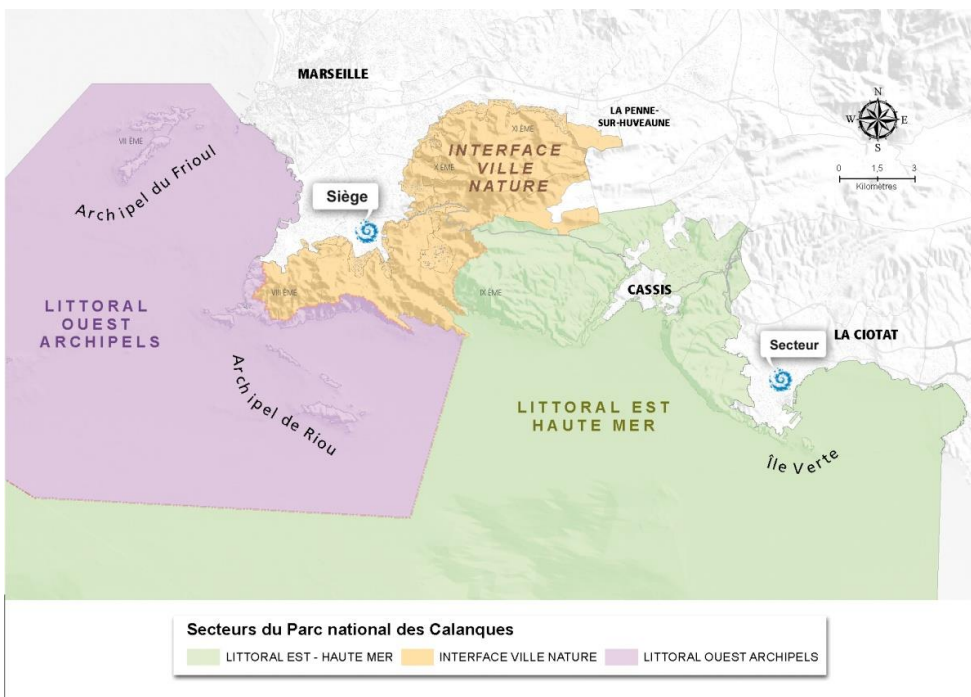 MARSEILLE
LA PENNE-
SUR-HUVEAUNE
N
W
E
S
0 1,5 3
Kilomètres
VII ÈME
Archipel du Frioul
XI ÈME
X ÈME
INTERFACE
VILLE
NATURE
Siège
LITTORAL
OUEST
ARCHIPELS
VIII ÈME
IX ÈME
CASSIS
LA CIOTAT
Secteur
Archipel de Riou
LITTORAL EST
HAUTE MER
Île Verte
Secteurs du Parc national des Calanques
LITTORAL EST - HAUTE MER INTERFACE VILLE NATURE LITTORAL OUEST ARCHIPELS